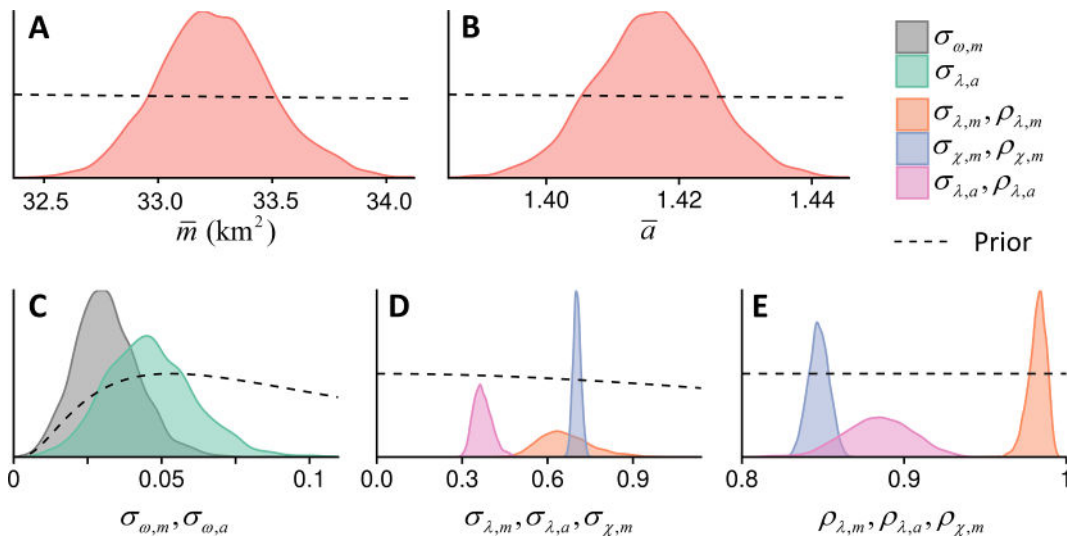 A
B
σω,m
σλ,a
σλ,m, ρλ,m
σχ,m, ρχ,m
σλ,a, ρλ,a
Prior
32.5 33.0 33.5 34.0
m̅ (km²)
1.40 1.42 1.44
a̅
C
D
E
0 0.05 0.1
σω,m, σω,a
0.0 0.3 0.6 0.9
σλ,m, σλ,a, σχ,m
0.8 0.9 1
ρλ,m, ρλ,a, ρχ,m